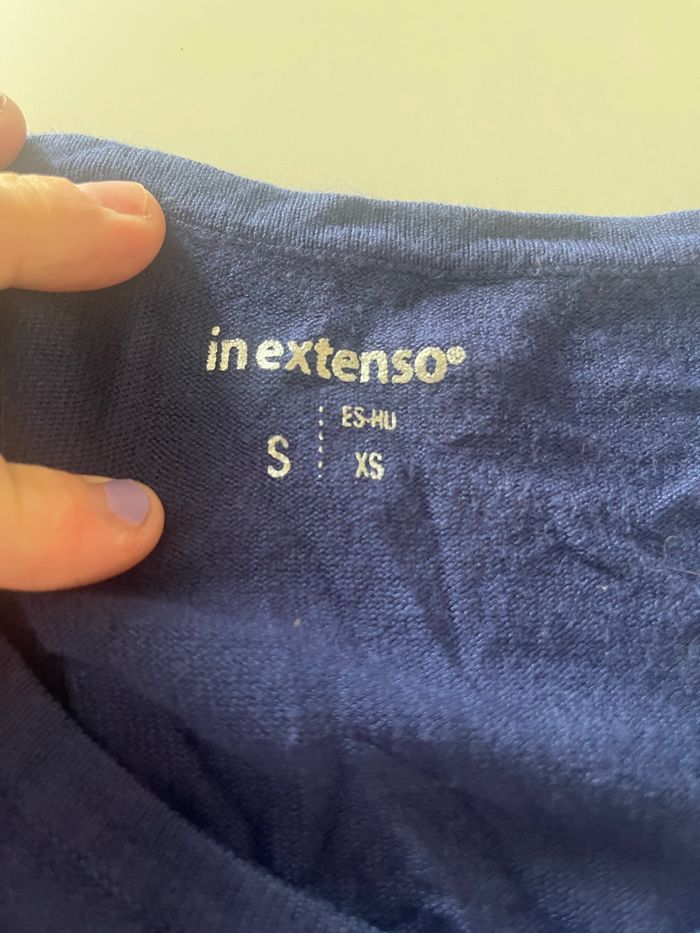 in extenso®
ES-HU
S
XS